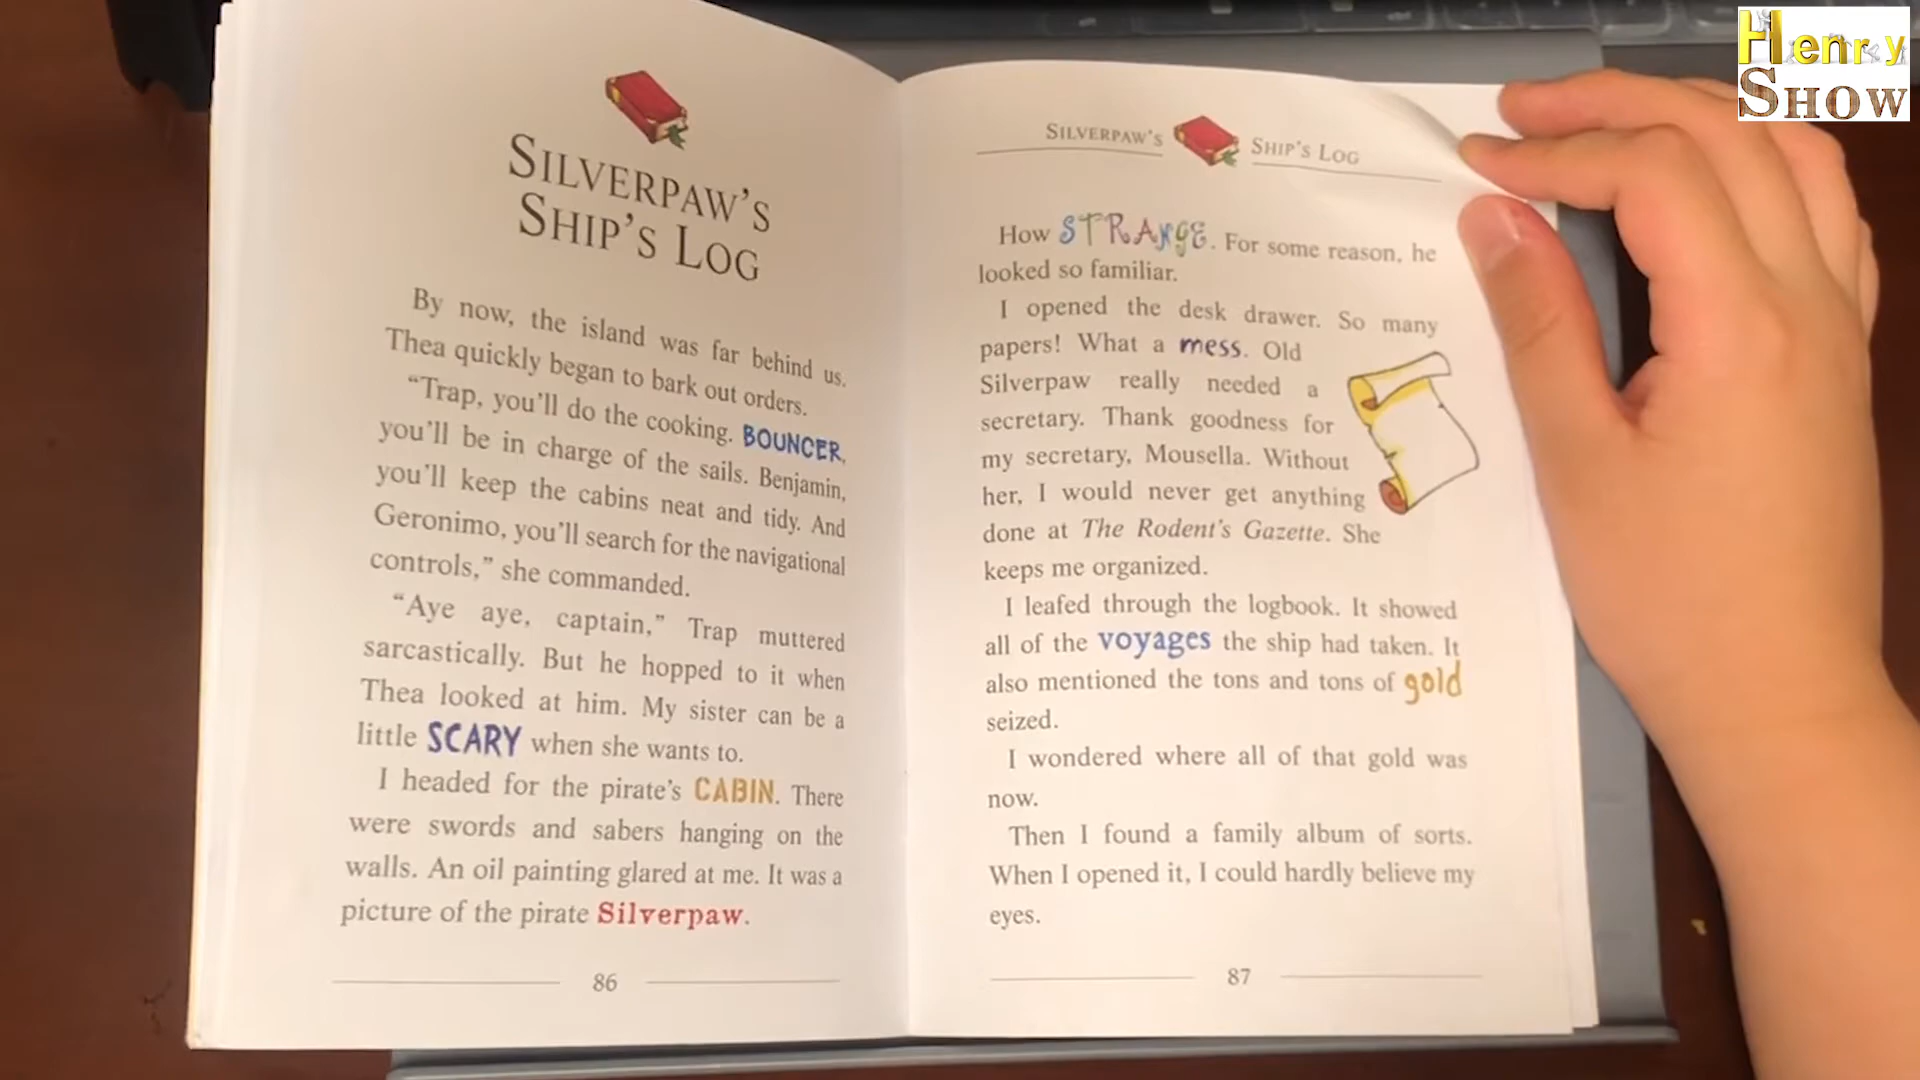 SILVERPAW'S
SHIP'S LOG
By now, the island was far behind us.
Thea quickly began to bark out orders.
“Trap, you'll do the cooking. BOUNCER,
you'll be in charge of the sails. Benjamin,
you'll keep the cabins neat and tidy. And
Geronimo, you'll search for the navigational
controls,” she commanded.
“Aye aye, captain,” Trap muttered
sarcastically. But he hopped to it when
Thea looked at him. My sister can be a
little SCARY when she wants to.
I headed for the pirate's CABIN. There
were swords and sabers hanging on the
walls. An oil painting glared at me. It was a
picture of the pirate Silverpaw.
86
SILVERPAW'S SHIP'S LOG
How STRANGE. For some reason, he
looked so familiar.
I opened the desk drawer. So many
papers! What a mess. Old
Silverpaw really needed a
secretary. Thank goodness for
my secretary, Mousella. Without
her, I would never get anything
done at The Rodent's Gazette. She
keeps me organized.
I leafed through the logbook. It showed
all of the voyages the ship had taken. It
also mentioned the tons and tons of gold
seized.
I wondered where all of that gold was
now.
Then I found a family album of sorts.
When I opened it, I could hardly believe my
eyes.
87
Henry
SHOW